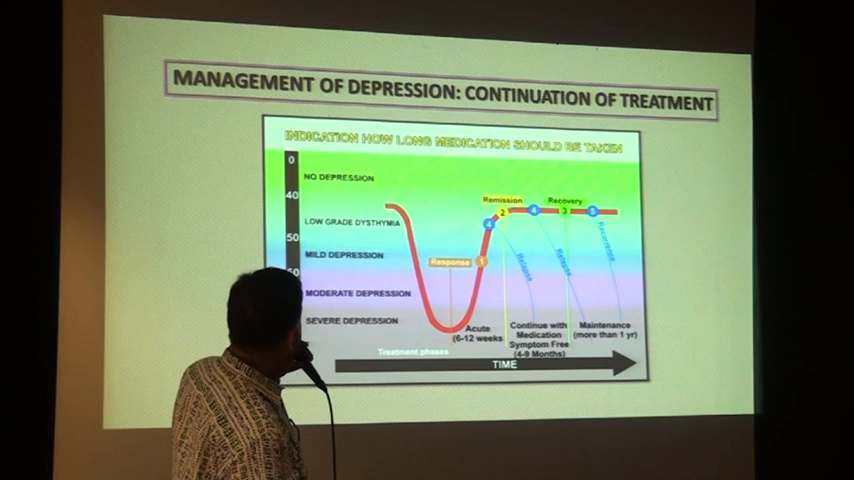 MANAGEMENT OF DEPRESSION: CONTINUATION OF TREATMENT
INDICATION HOW LONG MEDICATION SHOULD BE TAKEN
0
NO DEPRESSION
40
Remission
Recovery
2
4
3
5
LOW GRADE DYSTHYMIA
4
50
MILD DEPRESSION
Response
1
Relapse
Relapse
Recurrence
60
MODERATE DEPRESSION
SEVERE DEPRESSION
Acute
(6-12 weeks
Continue with
Medication
Symptom Free
(4-9 Months)
Maintenance
(more than 1 yr)
Treatment phases
TIME